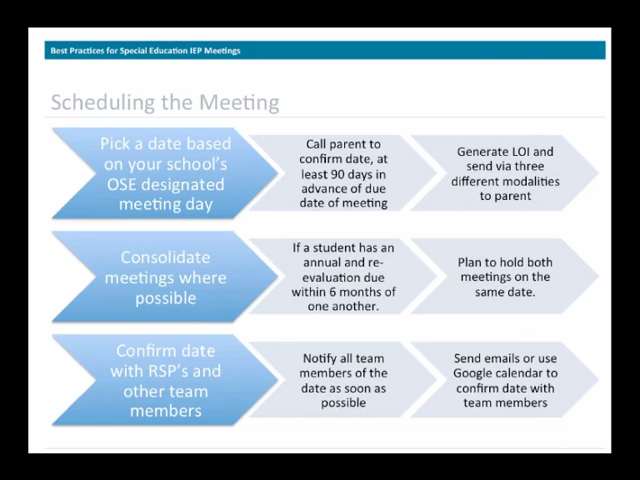 Best Practices for Special Education IEP Meetings
Scheduling the Meeting
Pick a date based
on your school's
OSE designated
meeting day
Call parent to
confirm date, at
least 90 days in
advance of due
date of meeting
Generate LOI and
send via three
different modalities
to parent
Consolidate
meetings where
possible
If a student has an
annual and re-
evaluation due
within 6 months of
one another.
Plan to hold both
meetings on the
same date.
Confirm date
with RSP's and
other team
members
Notify all team
members of the
date as soon as
possible
Send emails or use
Google calendar to
confirm date with
team members